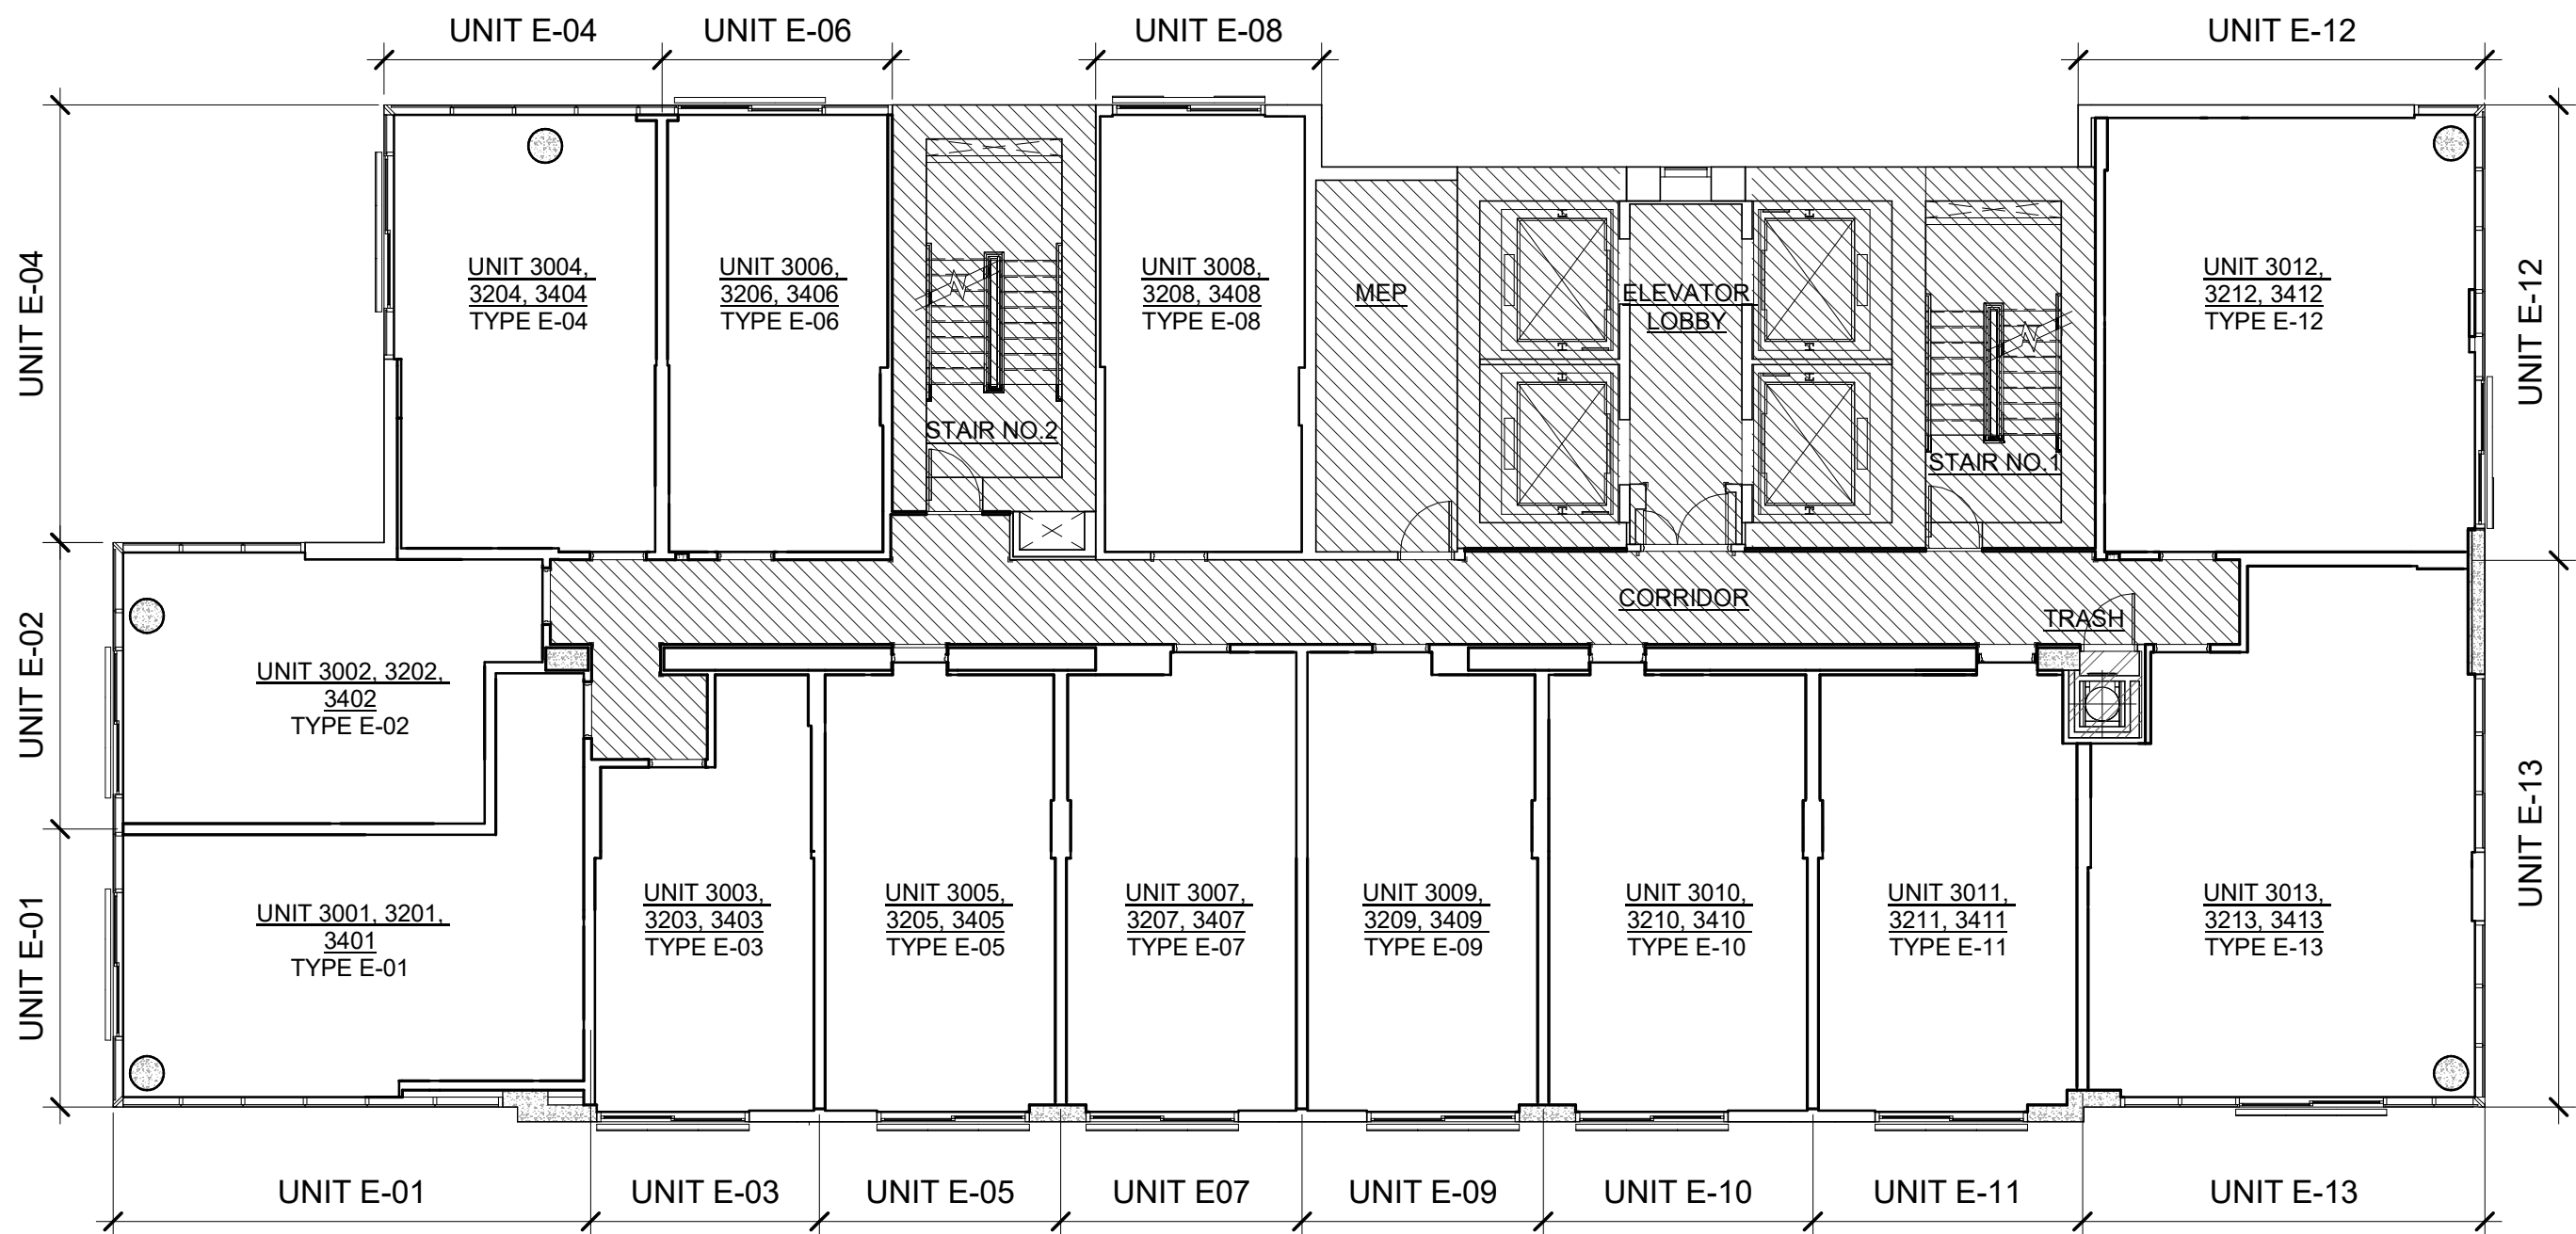 UNIT E-04
UNIT E-06
UNIT E-08
UNIT E-12
UNIT E-04
UNIT 3004,
3204, 3404
TYPE E-04
UNIT 3006,
3206, 3406
TYPE E-06
STAIR NO.2
UNIT 3008,
3208, 3408
TYPE E-08
MEP
ELEVATOR
LOBBY
STAIR NO.1
UNIT 3012,
3212, 3412
TYPE E-12
UNIT E-12
CORRIDOR
TRASH
UNIT E-02
UNIT 3002, 3202,
3402
TYPE E-02
UNIT E-01
UNIT 3001, 3201,
3401
TYPE E-01
UNIT 3003,
3203, 3403
TYPE E-03
UNIT 3005,
3205, 3405
TYPE E-05
UNIT 3007,
3207, 3407
TYPE E-07
UNIT 3009,
3209, 3409
TYPE E-09
UNIT 3010,
3210, 3410
TYPE E-10
UNIT 3011,
3211, 3411
TYPE E-11
UNIT 3013,
3213, 3413
TYPE E-13
UNIT E-13
UNIT E-01
UNIT E-03
UNIT E-05
UNIT E07
UNIT E-09
UNIT E-10
UNIT E-11
UNIT E-13